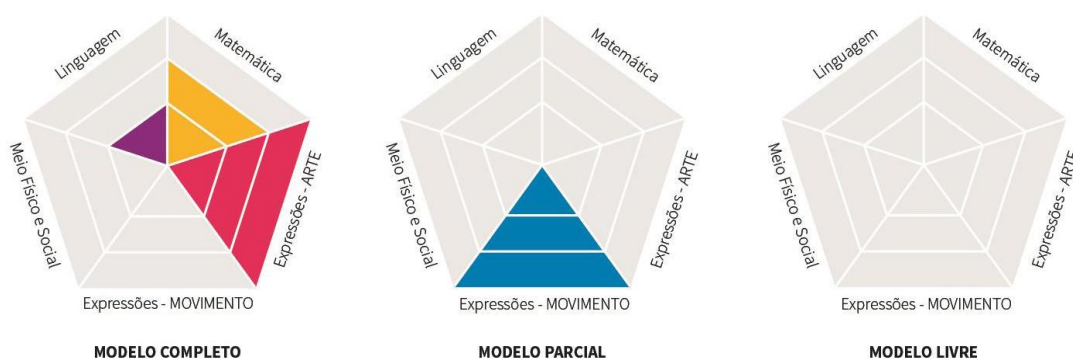 Linguagem
Matemática
Meio Físico e Social
Expressões - ARTE
Expressões - MOVIMENTO
MODELO COMPLETO
Linguagem
Matemática
Meio Físico e Social
Expressões - ARTE
Expressões - MOVIMENTO
MODELO PARCIAL
Linguagem
Matemática
Meio Físico e Social
Expressões - ARTE
Expressões - MOVIMENTO
MODELO LIVRE